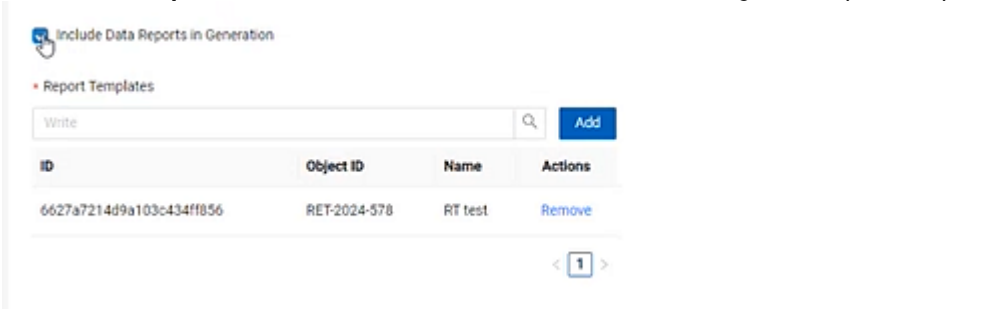 Include Data Reports in Generation
* Report Templates
Write
Add
ID Object ID Name Actions
6627a7214d9a103c434ff856 RET-2024-578 RT test Remove
< 1 >